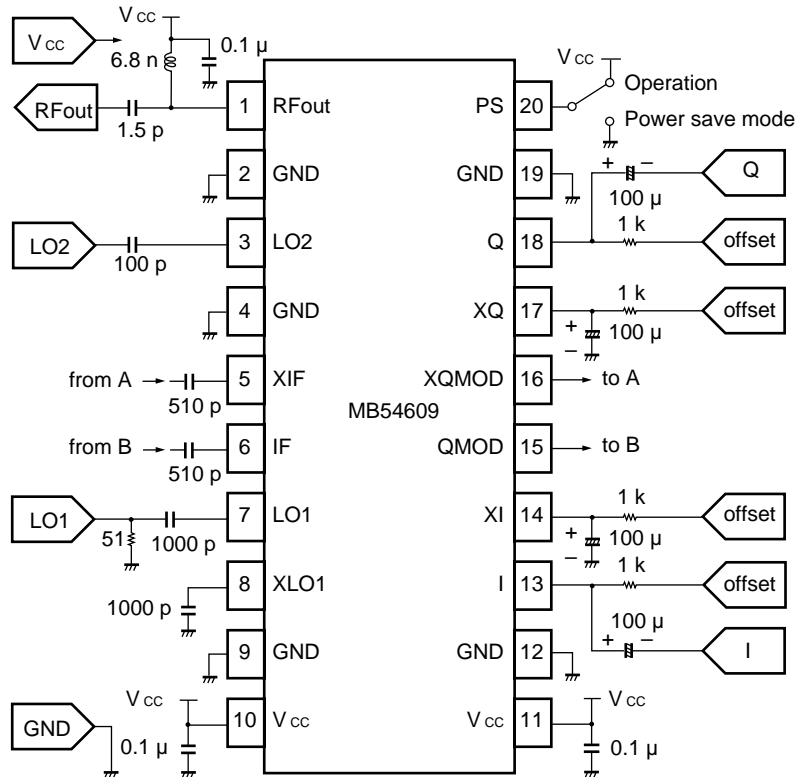 V CC
V CC
6.8 n
0.1 μ
RFout
1.5 p
1 RFout
PS 20
V CC
Operation
Power save mode
2 GND
GND 19
+ –
100 μ
Q
LO2
100 p
3 LO2
Q 18
1 k
offset
4 GND
XQ 17
1 k
offset
+
–
100 μ
from A
510 p
5 XIF
XQMOD 16
to A
MB54609
from B
510 p
6 IF
QMOD 15
to B
LO1
51
1000 p
7 LO1
XI 14
1 k
offset
+
–
100 μ
1000 p
8 XLO1
I 13
1 k
offset
100 μ
+ –
I
9 GND
GND 12
GND
V CC
0.1 μ
10 V CC
V CC 11
V CC
0.1 μ